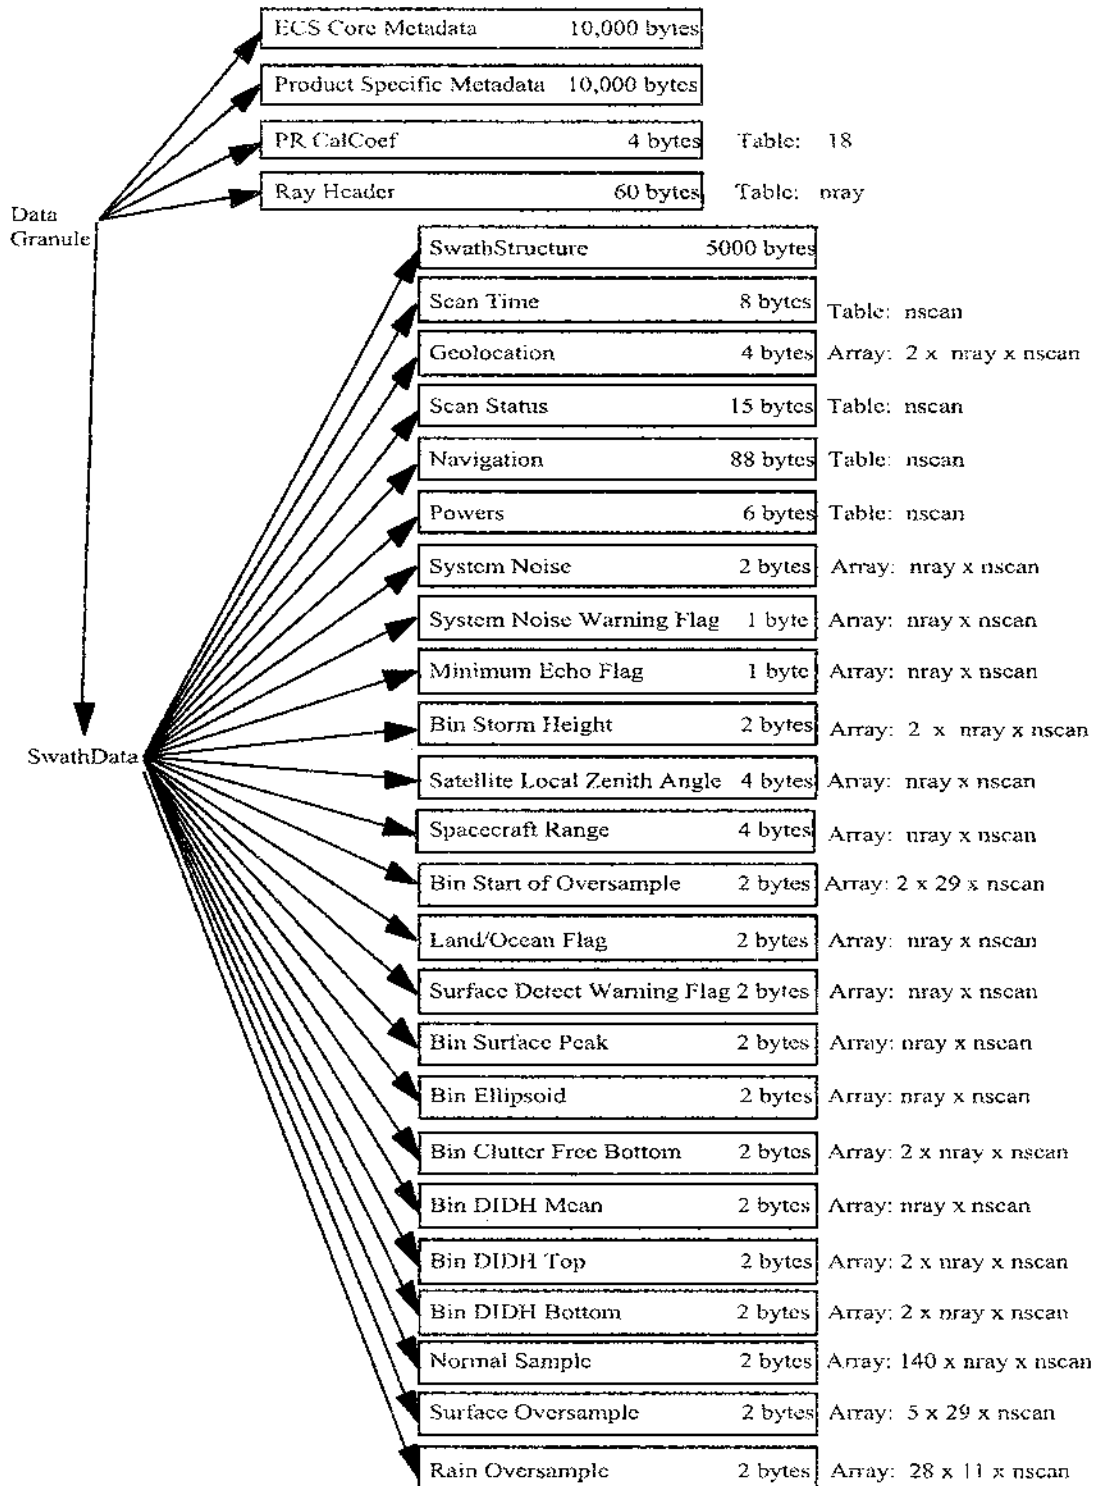 ECS Core Metadata 10,000 bytes
Product Specific Metadata 10,000 bytes
PR CalCoef 4 bytes Table: 18
Ray Header 60 bytes Table: nray
Data
Granule
SwathStructure 5000 bytes
Scan Time 8 bytes Table: nscan
Geolocation 4 bytes Array: 2 x nray x nscan
Scan Status 15 bytes Table: nscan
Navigation 88 bytes Table: nscan
Powers 6 bytes Table: nscan
System Noise 2 bytes Array: nray x nscan
System Noise Warning Flag 1 byte Array: nray x nscan
Minimum Echo Flag 1 byte Array: nray x nscan
Bin Storm Height 2 bytes Array: 2 x nray x nscan
SwathData
Satellite Local Zenith Angle 4 bytes Array: nray x nscan
Spacecraft Range 4 bytes Array: nray x nscan
Bin Start of Oversample 2 bytes Array: 2 x 29 x nscan
Land/Ocean Flag 2 bytes Array: nray x nscan
Surface Detect Warning Flag 2 bytes Array: nray x nscan
Bin Surface Peak 2 bytes Array: nray x nscan
Bin Ellipsoid 2 bytes Array: nray x nscan
Bin Clutter Free Bottom 2 bytes Array: 2 x nray x nscan
Bin DIDH Mean 2 bytes Array: nray x nscan
Bin DIDH Top 2 bytes Array: 2 x nray x nscan
Bin DIDH Bottom 2 bytes Array: 2 x nray x nscan
Normal Sample 2 bytes Array: 140 x nray x nscan
Surface Oversample 2 bytes Array: 5 x 29 x nscan
Rain Oversample 2 bytes Array: 28 x 11 x nscan